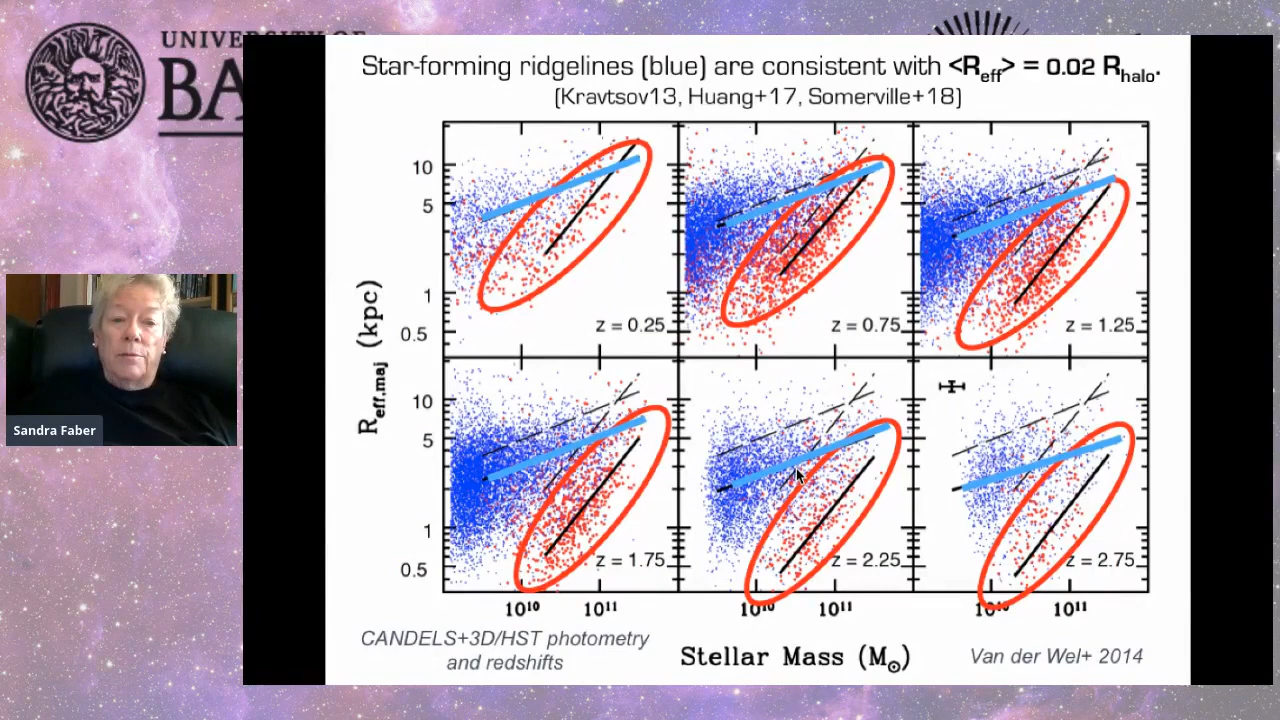 UNIVERSITY OF
BA
Star-forming ridgelines (blue) are consistent with <Reff> = 0.02 Rhalo.
(Kravtsov13, Huang+17, Somerville+18)
10
5
1
0.5
z = 0.25
z = 0.75
z = 1.25
Reff,maj (kpc)
10
5
1
0.5
z = 1.75
z = 2.25
z = 2.75
10¹⁰ 10¹¹ 10¹⁰ 10¹¹ 10¹⁰ 10¹¹
CANDELS+3D/HST photometry
and redshifts
Stellar Mass (M⊙)
Van der Wel+ 2014
Sandra Faber